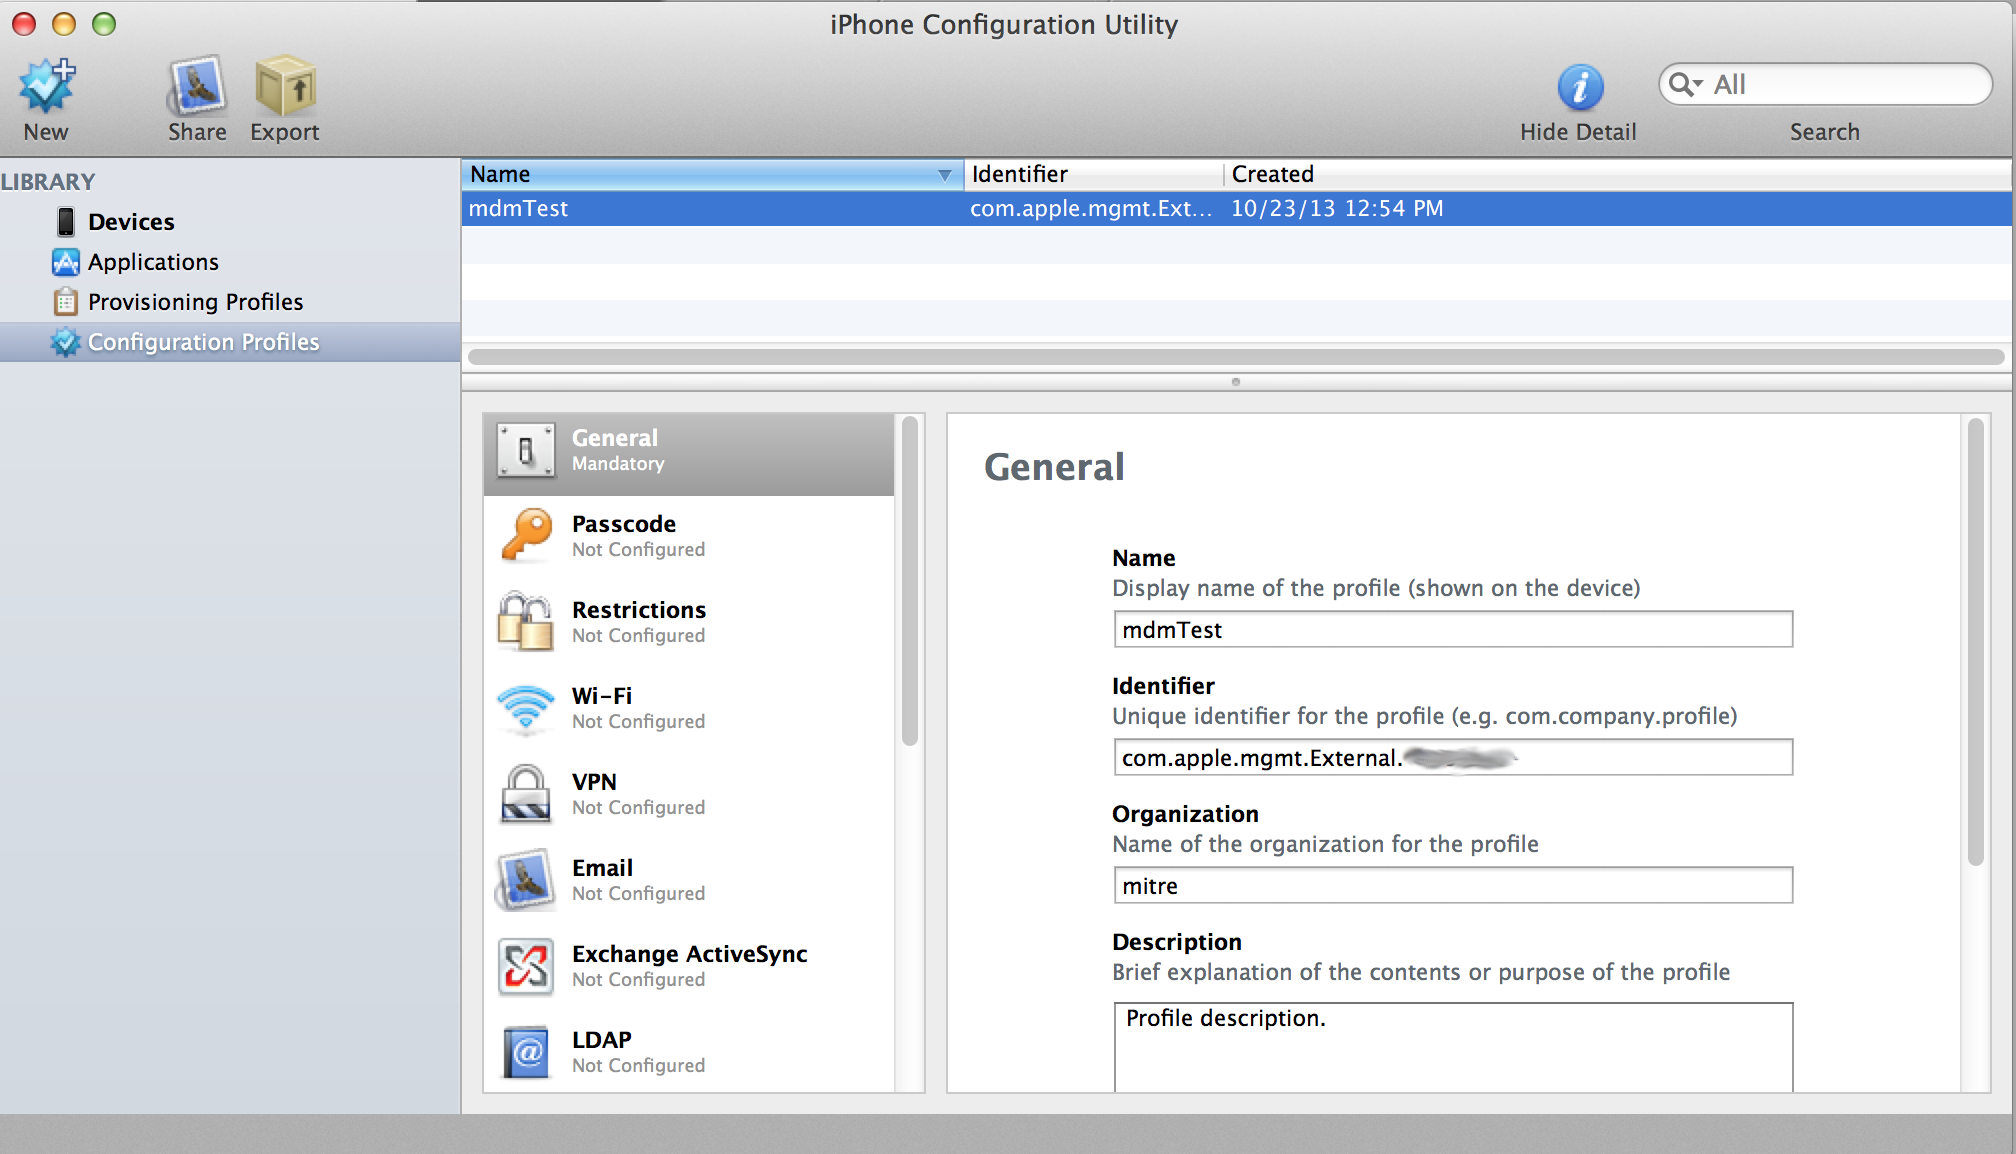 iPhone Configuration Utility
New
Share
Export
Hide Detail
All
Search
LIBRARY
Devices
Applications
Provisioning Profiles
Configuration Profiles
Name Identifier Created
mdmTest com.apple.mgmt.Ext... 10/23/13 12:54 PM
General
Mandatory
Passcode
Not Configured
Restrictions
Not Configured
Wi-Fi
Not Configured
VPN
Not Configured
Email
Not Configured
Exchange ActiveSync
Not Configured
LDAP
Not Configured
General
Name
Display name of the profile (shown on the device)
mdmTest
Identifier
Unique identifier for the profile (e.g. com.company.profile)
com.apple.mgmt.External.
Organization
Name of the organization for the profile
mitre
Description
Brief explanation of the contents or purpose of the profile
Profile description.